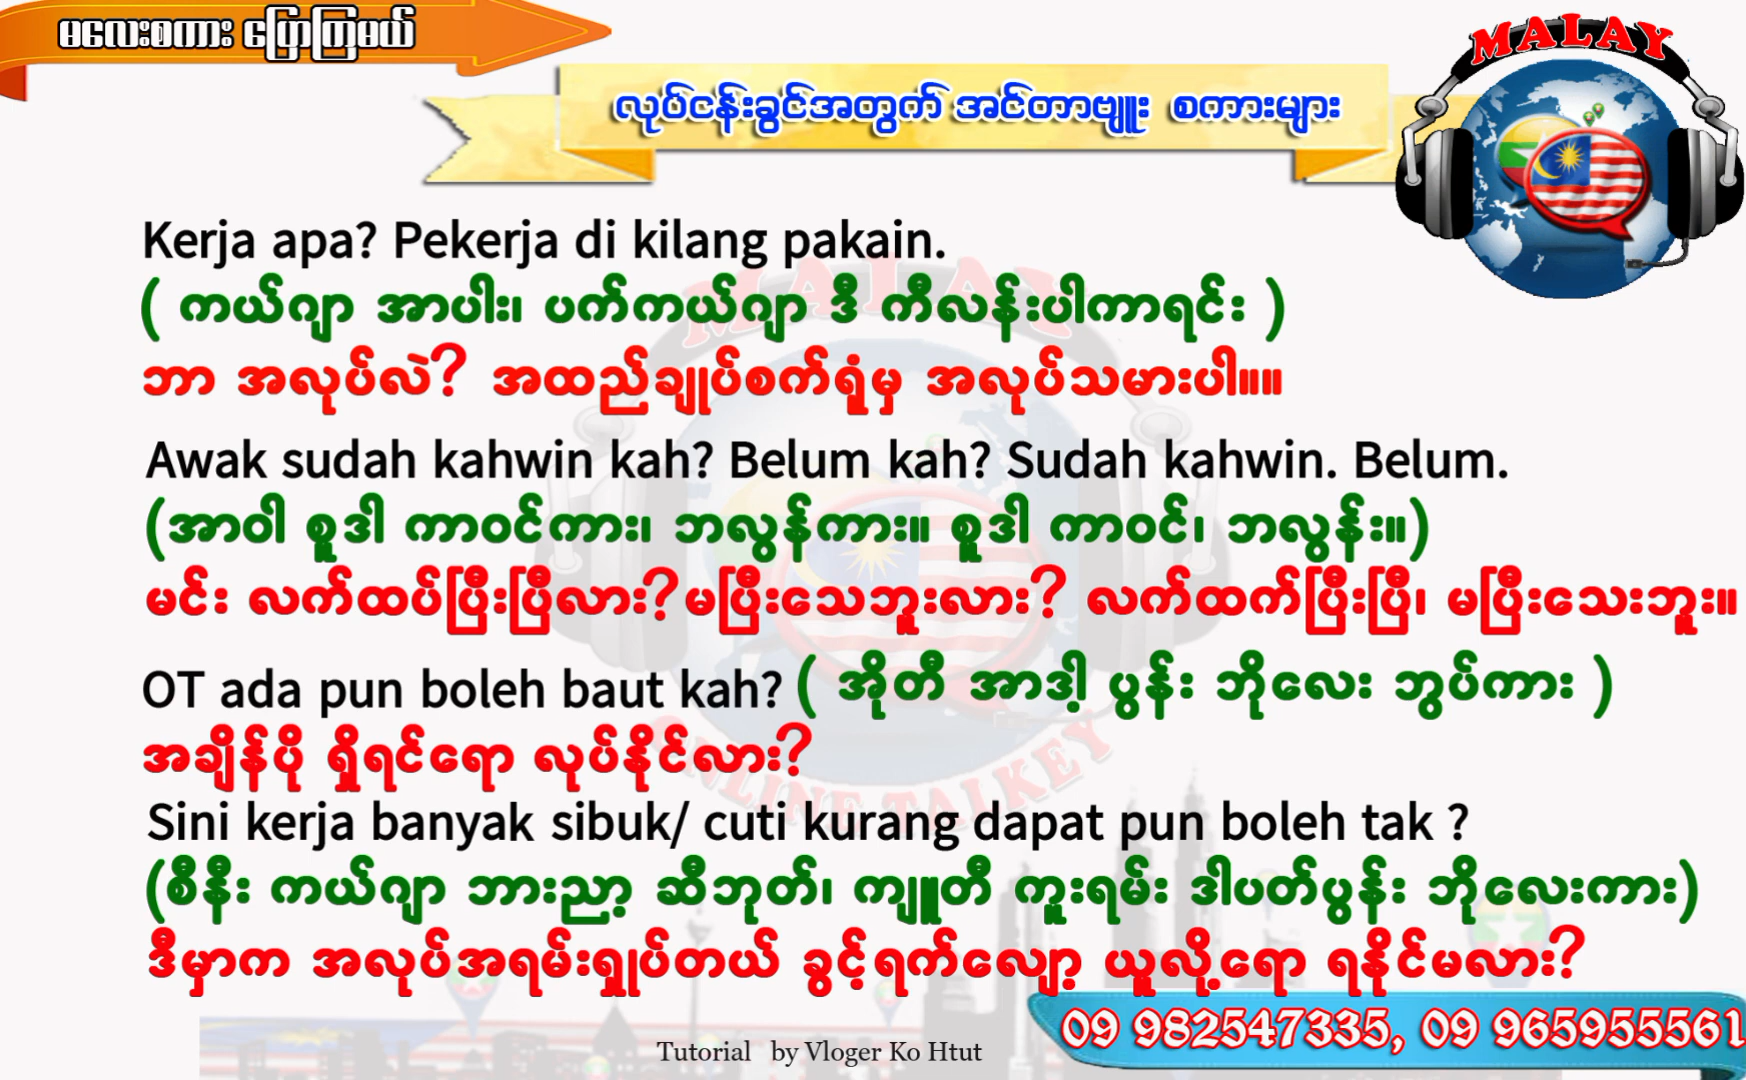 မလေးစကား ပြောကြမယ်
MALAY
လုပ်ငန်းခွင်အတွက် အင်တာဗျူး စကားများ
Kerja apa? Pekerja di kilang pakain.
( ကယ်ဂျာ အာပါး၊ ပက်ကယ်ဂျာ ဒီ ကီလန်းပါကာရင်း )
ဘာ အလုပ်လဲ? အထည်ချုပ်စက်ရုံမှ အလုပ်သမားပါ။။
Awak sudah kahwin kah? Belum kah? Sudah kahwin. Belum.
(အာဝါ စူဒါ ကာဝင်ကား၊ ဘလွန်ကား။ စူဒါ ကာဝင်၊ ဘလွန်း။)
မင်း လက်ထပ်ပြီးပြီလား? မပြီးသေဘူးလား? လက်ထက်ပြီးပြီ၊ မပြီးသေးဘူး။
OT ada pun boleh baut kah? ( အိုတီ အာဒါ့ ပွန်း ဘိုလေး ဘွပ်ကား )
အချိန်ပို ရှိရင်ရော လုပ်နိုင်လား?
Sini kerja banyak sibuk/ cuti kurang dapat pun boleh tak ?
(စီနီး ကယ်ဂျာ ဘားညာ့ ဆီဘုတ်၊ ကျူတီ ကူးရမ်း ဒါပတ်ပွန်း ဘိုလေးကား)
ဒီမှာက အလုပ်အရမ်းရှုပ်တယ် ခွင့်ရက်လျော့ ယူလို့ရော ရနိုင်မလား?
09 982547335, 09 965955561
Tutorial by Vloger Ko Htut
MALAY
ONLINE TALKEY